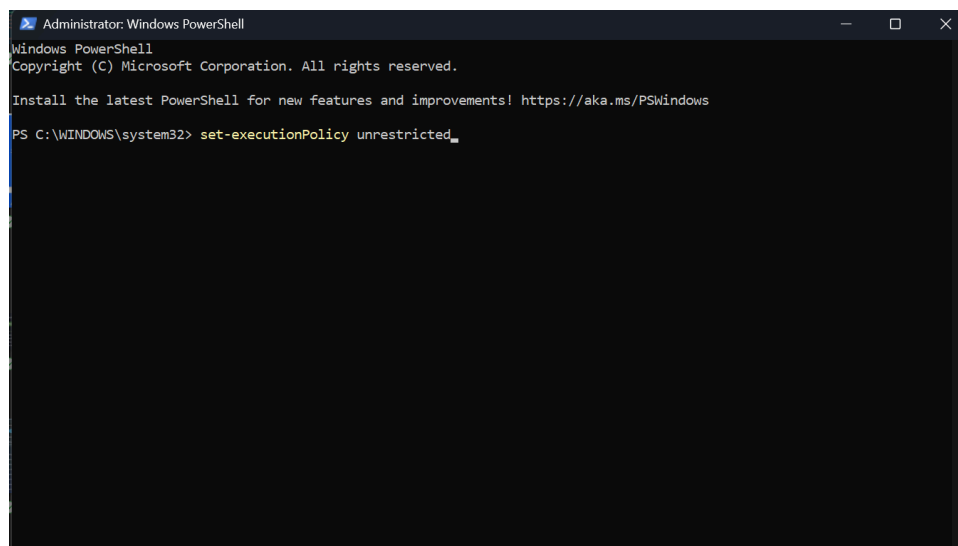 Administrator: Windows PowerShell
Windows PowerShell
Copyright (C) Microsoft Corporation. All rights reserved.
Install the latest PowerShell for new features and improvements! https://aka.ms/PSWindows
PS C:\WINDOWS\system32> set-executionPolicy unrestricted